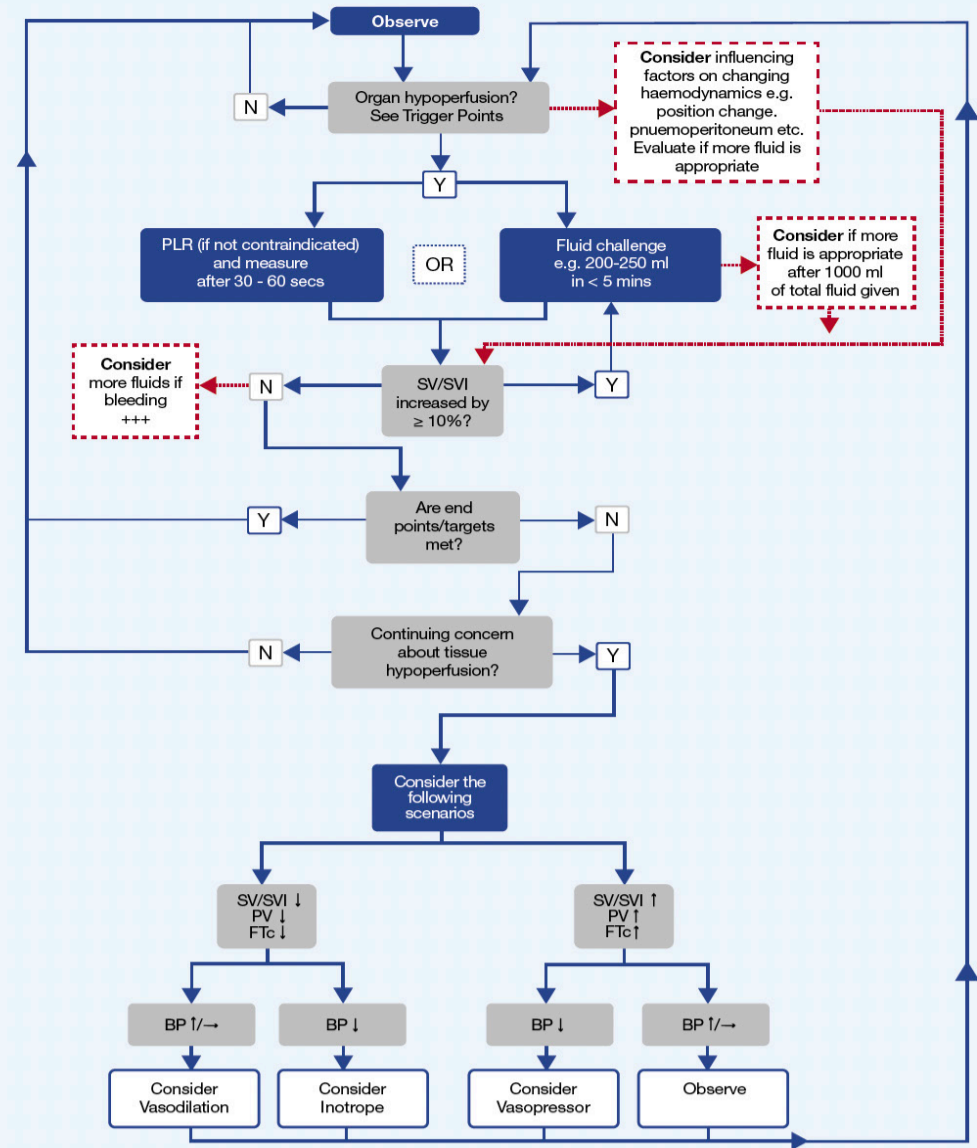 Observe
N
Organ hypoperfusion?
See Trigger Points
Consider influencing
factors on changing
haemodynamics e.g.
position change.
pnuemoperitoneum etc.
Evaluate if more fluid is
appropriate
Y
PLR (if not contraindicated)
and measure
after 30 - 60 secs
OR
Fluid challenge
e.g. 200-250 ml
in < 5 mins
Consider if more
fluid is appropriate
after 1000 ml
of total fluid given
Consider
more fluids if
bleeding
+++
N
SV/SVI
increased by
≥ 10%?
Y
Y
Are end
points/targets
met?
N
N
Continuing concern
about tissue
hypoperfusion?
Y
Consider the
following
scenarios
SV/SVI ↓
PV ↓
FTc ↓
SV/SVI ↑
PV ↑
FTc ↑
BP ↑/→
BP ↓
BP ↓
BP ↑/→
Consider
Vasodilation
Consider
Inotrope
Consider
Vasopressor
Observe